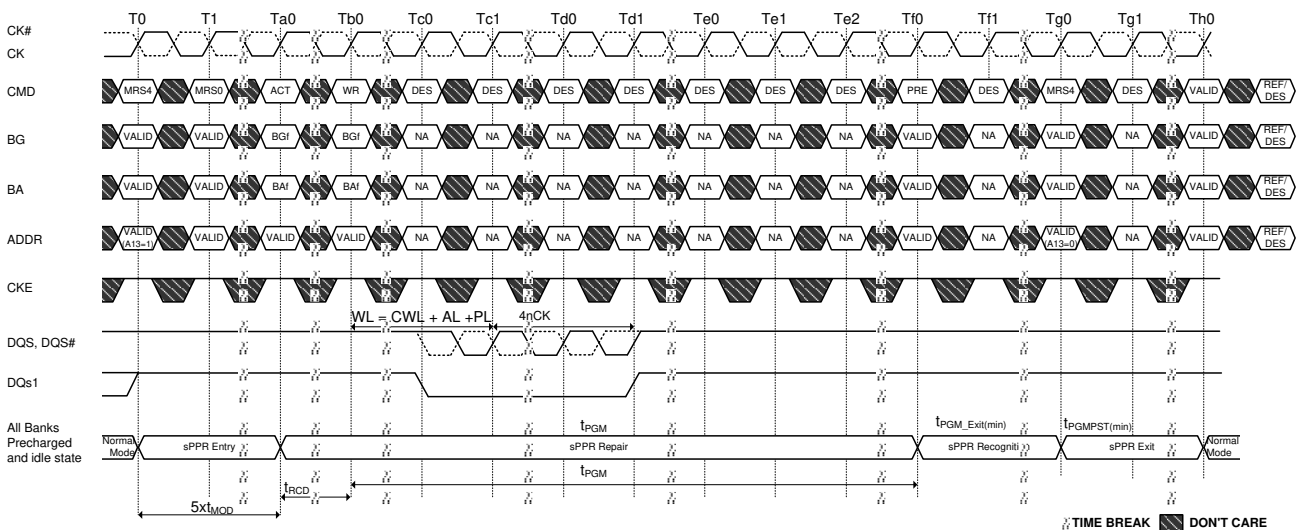 T0 T1 Ta0 Tb0 Tc0 Tc1 Td0 Td1 Te0 Te1 Te2 Tf0 Tf1 Tg0 Tg1 Th0
CK#
CK
CMD MRS4 MRS0 ACT WR DES DES DES DES DES DES DES PRE DES MRS4 DES VALID REF/DES
BG VALID VALID BGf BGf NA NA NA NA NA NA NA VALID NA VALID NA VALID REF/DES
BA VALID VALID BAf BAf NA NA NA NA NA NA NA VALID NA VALID NA VALID REF/DES
ADDR VALID (A13=1) VALID VALID VALID NA NA NA NA NA NA NA VALID NA VALID (A13=0) NA VALID REF/DES
CKE
WL = CWL + AL +PL 4nCK
DQS, DQS#
DQs1
All Banks
Precharged
and idle state
tPGM tPGM_Exit(min) tPGMPST(min)
Normal Mode sPPR Entry sPPR Repair sPPR Recogniti sPPR Exit Normal Mode
tPGM
tRCD
5xtMOD
TIME BREAK DON'T CARE